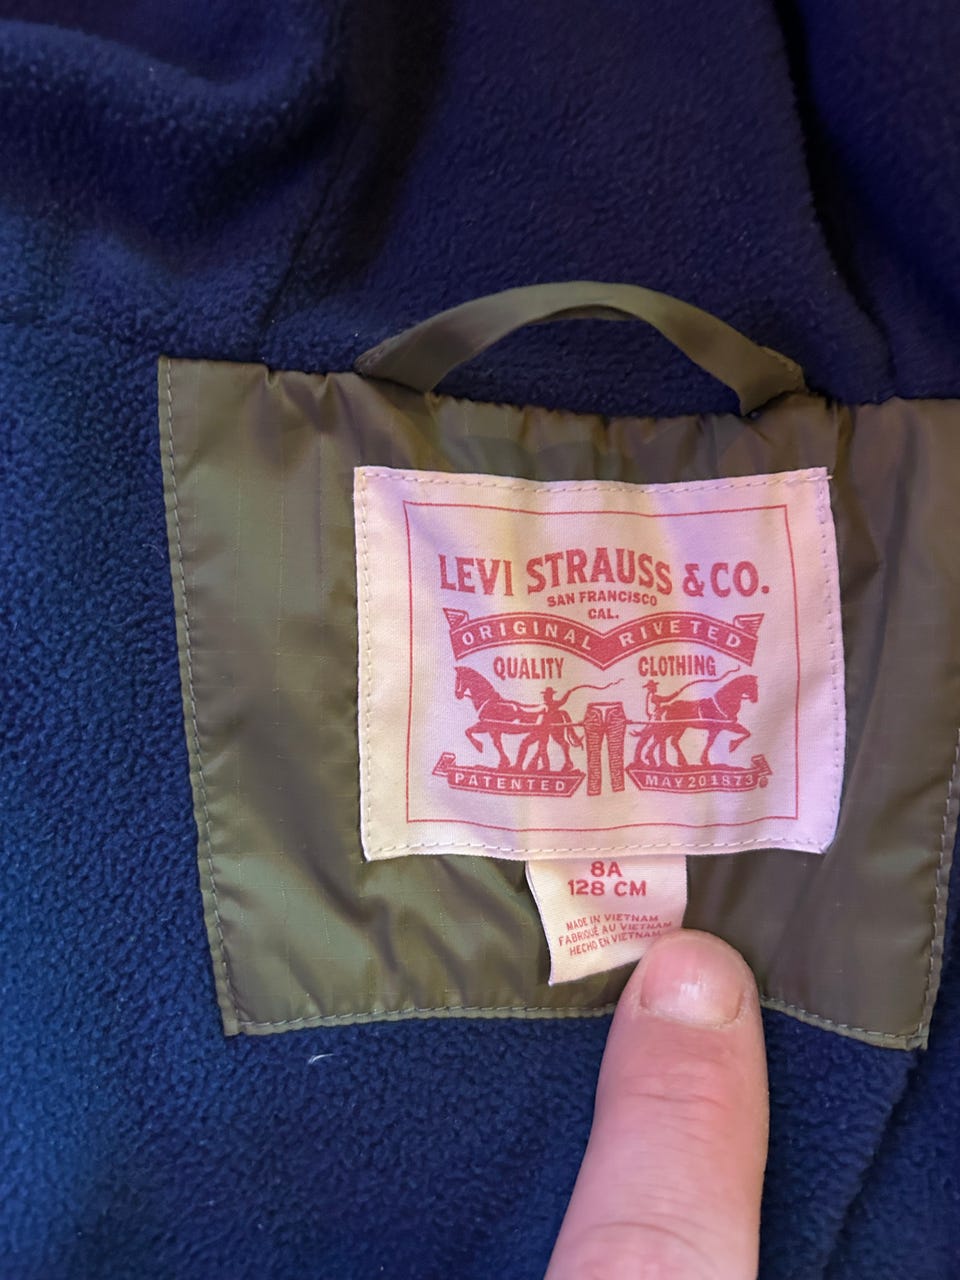 LEVI STRAUSS & CO.
SAN FRANCISCO
CAL.
ORIGINAL RIVETED
QUALITY CLOTHING
PATENTED MAY 20 1873
8A
128 CM
MADE IN VIETNAM
FABRIQUÉ AU VIETNAM
HECHO EN VIETNAM